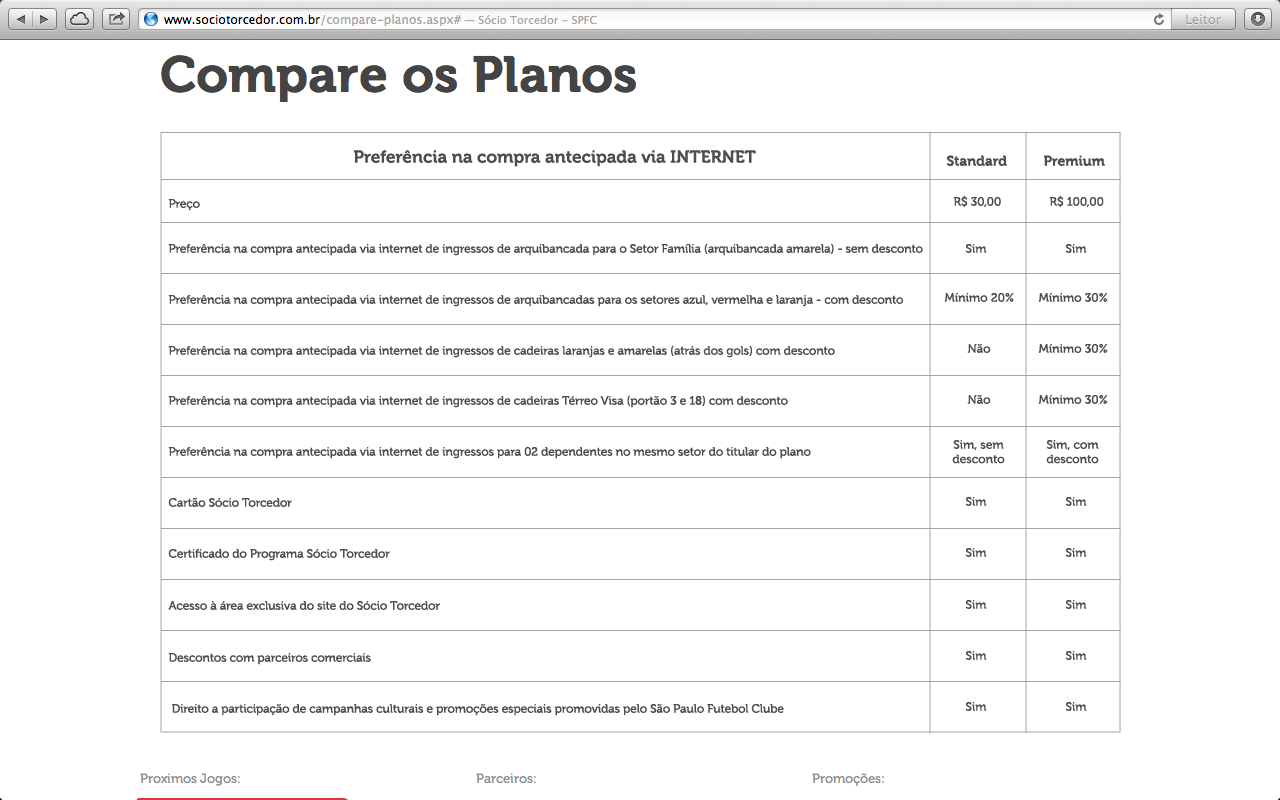 www.sociotorcedor.com.br/compare-planos.aspx# — Sócio Torcedor – SPFC
Leitor
Compare os Planos
Preferência na compra antecipada via INTERNET Standard Premium
Preço R$ 30,00 R$ 100,00
Preferência na compra antecipada via internet de ingressos de arquibancada para o Setor Família (arquibancada amarela) - sem desconto Sim Sim
Preferência na compra antecipada via internet de ingressos de arquibancadas para os setores azul, vermelha e laranja - com desconto Mínimo 20% Mínimo 30%
Preferência na compra antecipada via internet de ingressos de cadeiras laranjas e amarelas (atrás dos gols) com desconto Não Mínimo 30%
Preferência na compra antecipada via internet de ingressos de cadeiras Térreo Visa (portão 3 e 18) com desconto Não Mínimo 30%
Preferência na compra antecipada via internet de ingressos para 02 dependentes no mesmo setor do titular do plano Sim, sem desconto Sim, com desconto
Cartão Sócio Torcedor Sim Sim
Certificado do Programa Sócio Torcedor Sim Sim
Acesso à área exclusiva do site do Sócio Torcedor Sim Sim
Descontos com parceiros comerciais Sim Sim
Direito a participação de campanhas culturais e promoções especiais promovidas pelo São Paulo Futebol Clube Sim Sim
Proximos Jogos: Parceiros: Promoções: